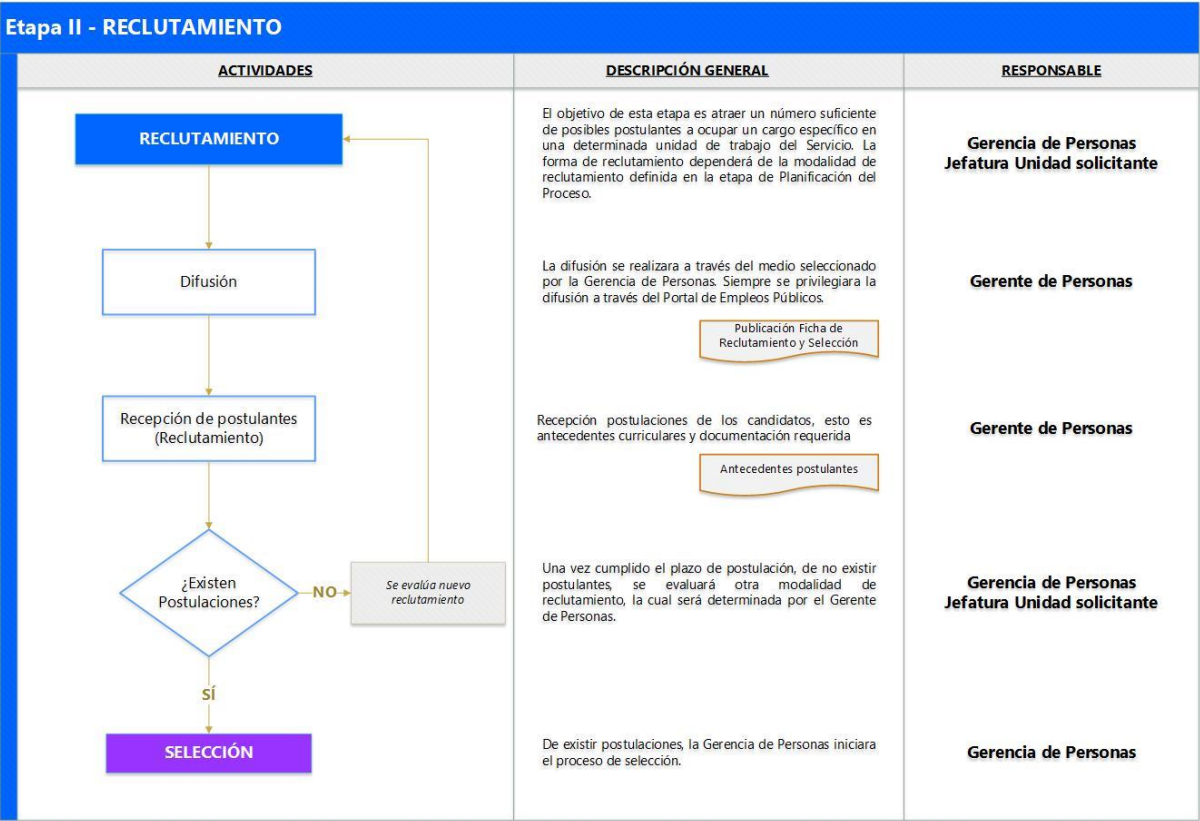 Etapa II - RECLUTAMIENTO
ACTIVIDADES
DESCRIPCIÓN GENERAL
RESPONSABLE
RECLUTAMIENTO
El objetivo de esta etapa es atraer un número suficiente
de posibles postulantes a ocupar un cargo específico en
una determinada unidad de trabajo del Servicio. La
forma de reclutamiento dependerá de la modalidad de
reclutamiento definida en la etapa de Planificación del
Proceso.
Gerencia de Personas
Jefatura Unidad solicitante
Difusión
La difusión se realizara a través del medio seleccionado
por la Gerencia de Personas. Siempre se privilegiara la
difusión a través del Portal de Empleos Públicos.
Gerente de Personas
Publicación Ficha de
Reclutamiento y Selección
Recepción de postulantes
(Reclutamiento)
Recepción postulaciones de los candidatos, esto es
antecedentes curriculares y documentación requerida
Gerente de Personas
Antecedentes postulantes
¿Existen
Postulaciones?
NO
Se evalúa nuevo
reclutamiento
Una vez cumplido el plazo de postulación, de no existir
postulantes, se evaluará otra modalidad de
reclutamiento, la cual será determinada por el Gerente
de Personas.
Gerencia de Personas
Jefatura Unidad solicitante
SÍ
SELECCIÓN
De existir postulaciones, la Gerencia de Personas iniciara
el proceso de selección.
Gerencia de Personas